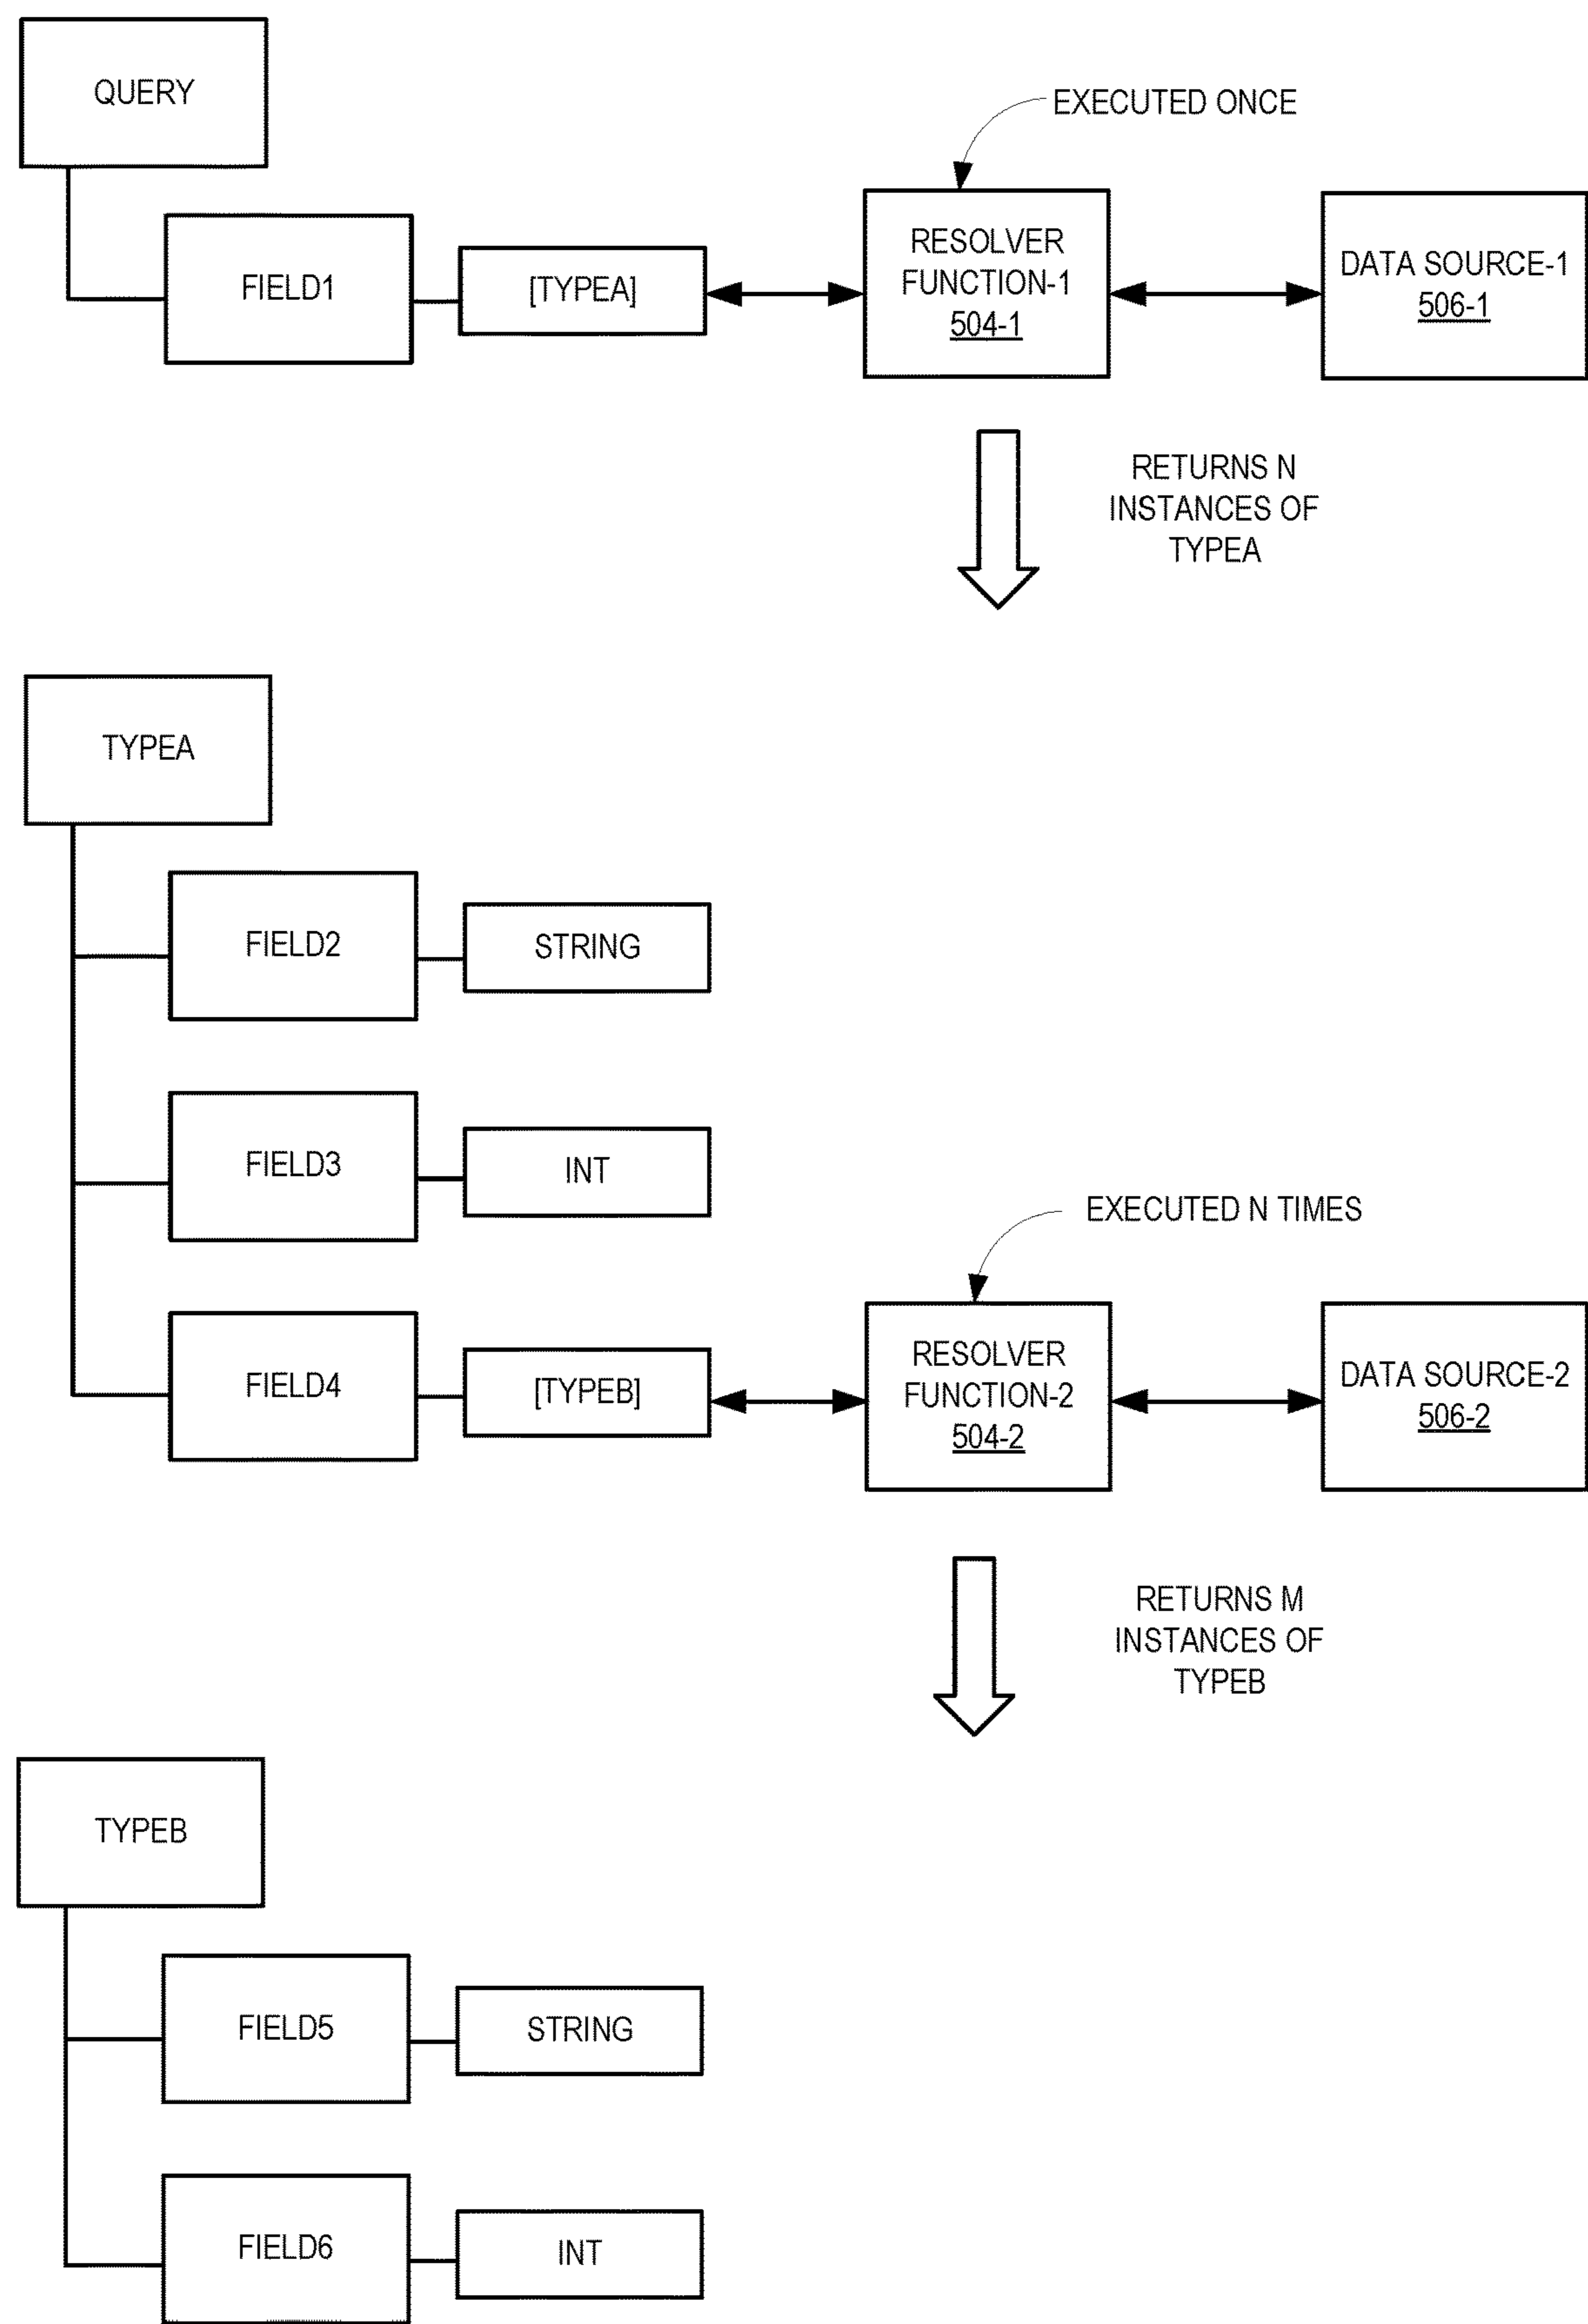 QUERY
EXECUTED ONCE
FIELD1
[TYPEA]
RESOLVER
FUNCTION-1
504-1
DATA SOURCE-1
506-1
RETURNS N
INSTANCES OF
TYPEA
TYPEA
FIELD2
STRING
FIELD3
INT
EXECUTED N TIMES
FIELD4
[TYPEB]
RESOLVER
FUNCTION-2
504-2
DATA SOURCE-2
506-2
RETURNS M
INSTANCES OF
TYPEB
TYPEB
FIELD5
STRING
FIELD6
INT